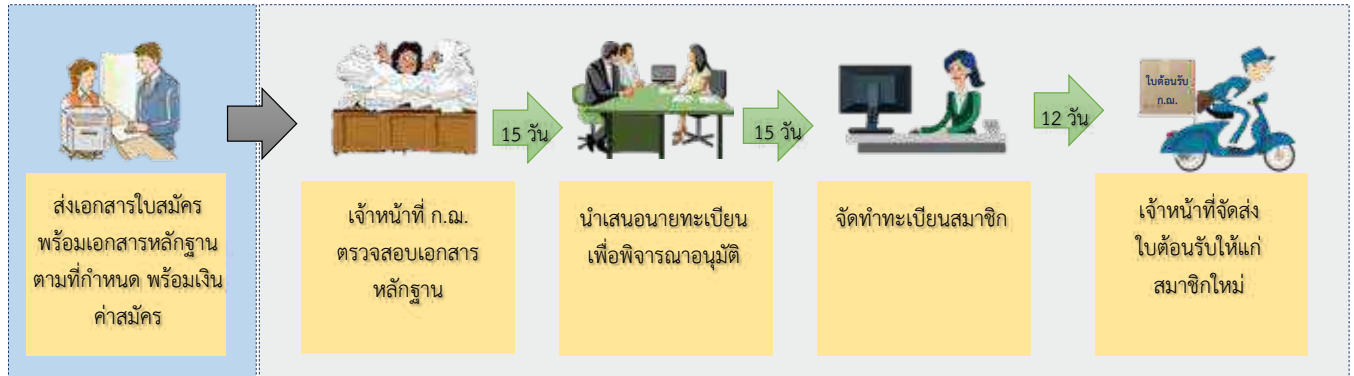 ใบต้อนรับ
ก.ฌ.
15 วัน
15 วัน
12 วัน
ส่งเอกสารใบสมัคร
พร้อมเอกสารหลักฐาน
ตามที่กำหนด พร้อมเงิน
ค่าสมัคร
เจ้าหน้าที่ ก.ฌ.
ตรวจสอบเอกสาร
หลักฐาน
นำเสนอนายทะเบียน
เพื่อพิจารณาอนุมัติ
จัดทำทะเบียนสมาชิก
เจ้าหน้าที่จัดส่ง
ใบต้อนรับให้แก่
สมาชิกใหม่